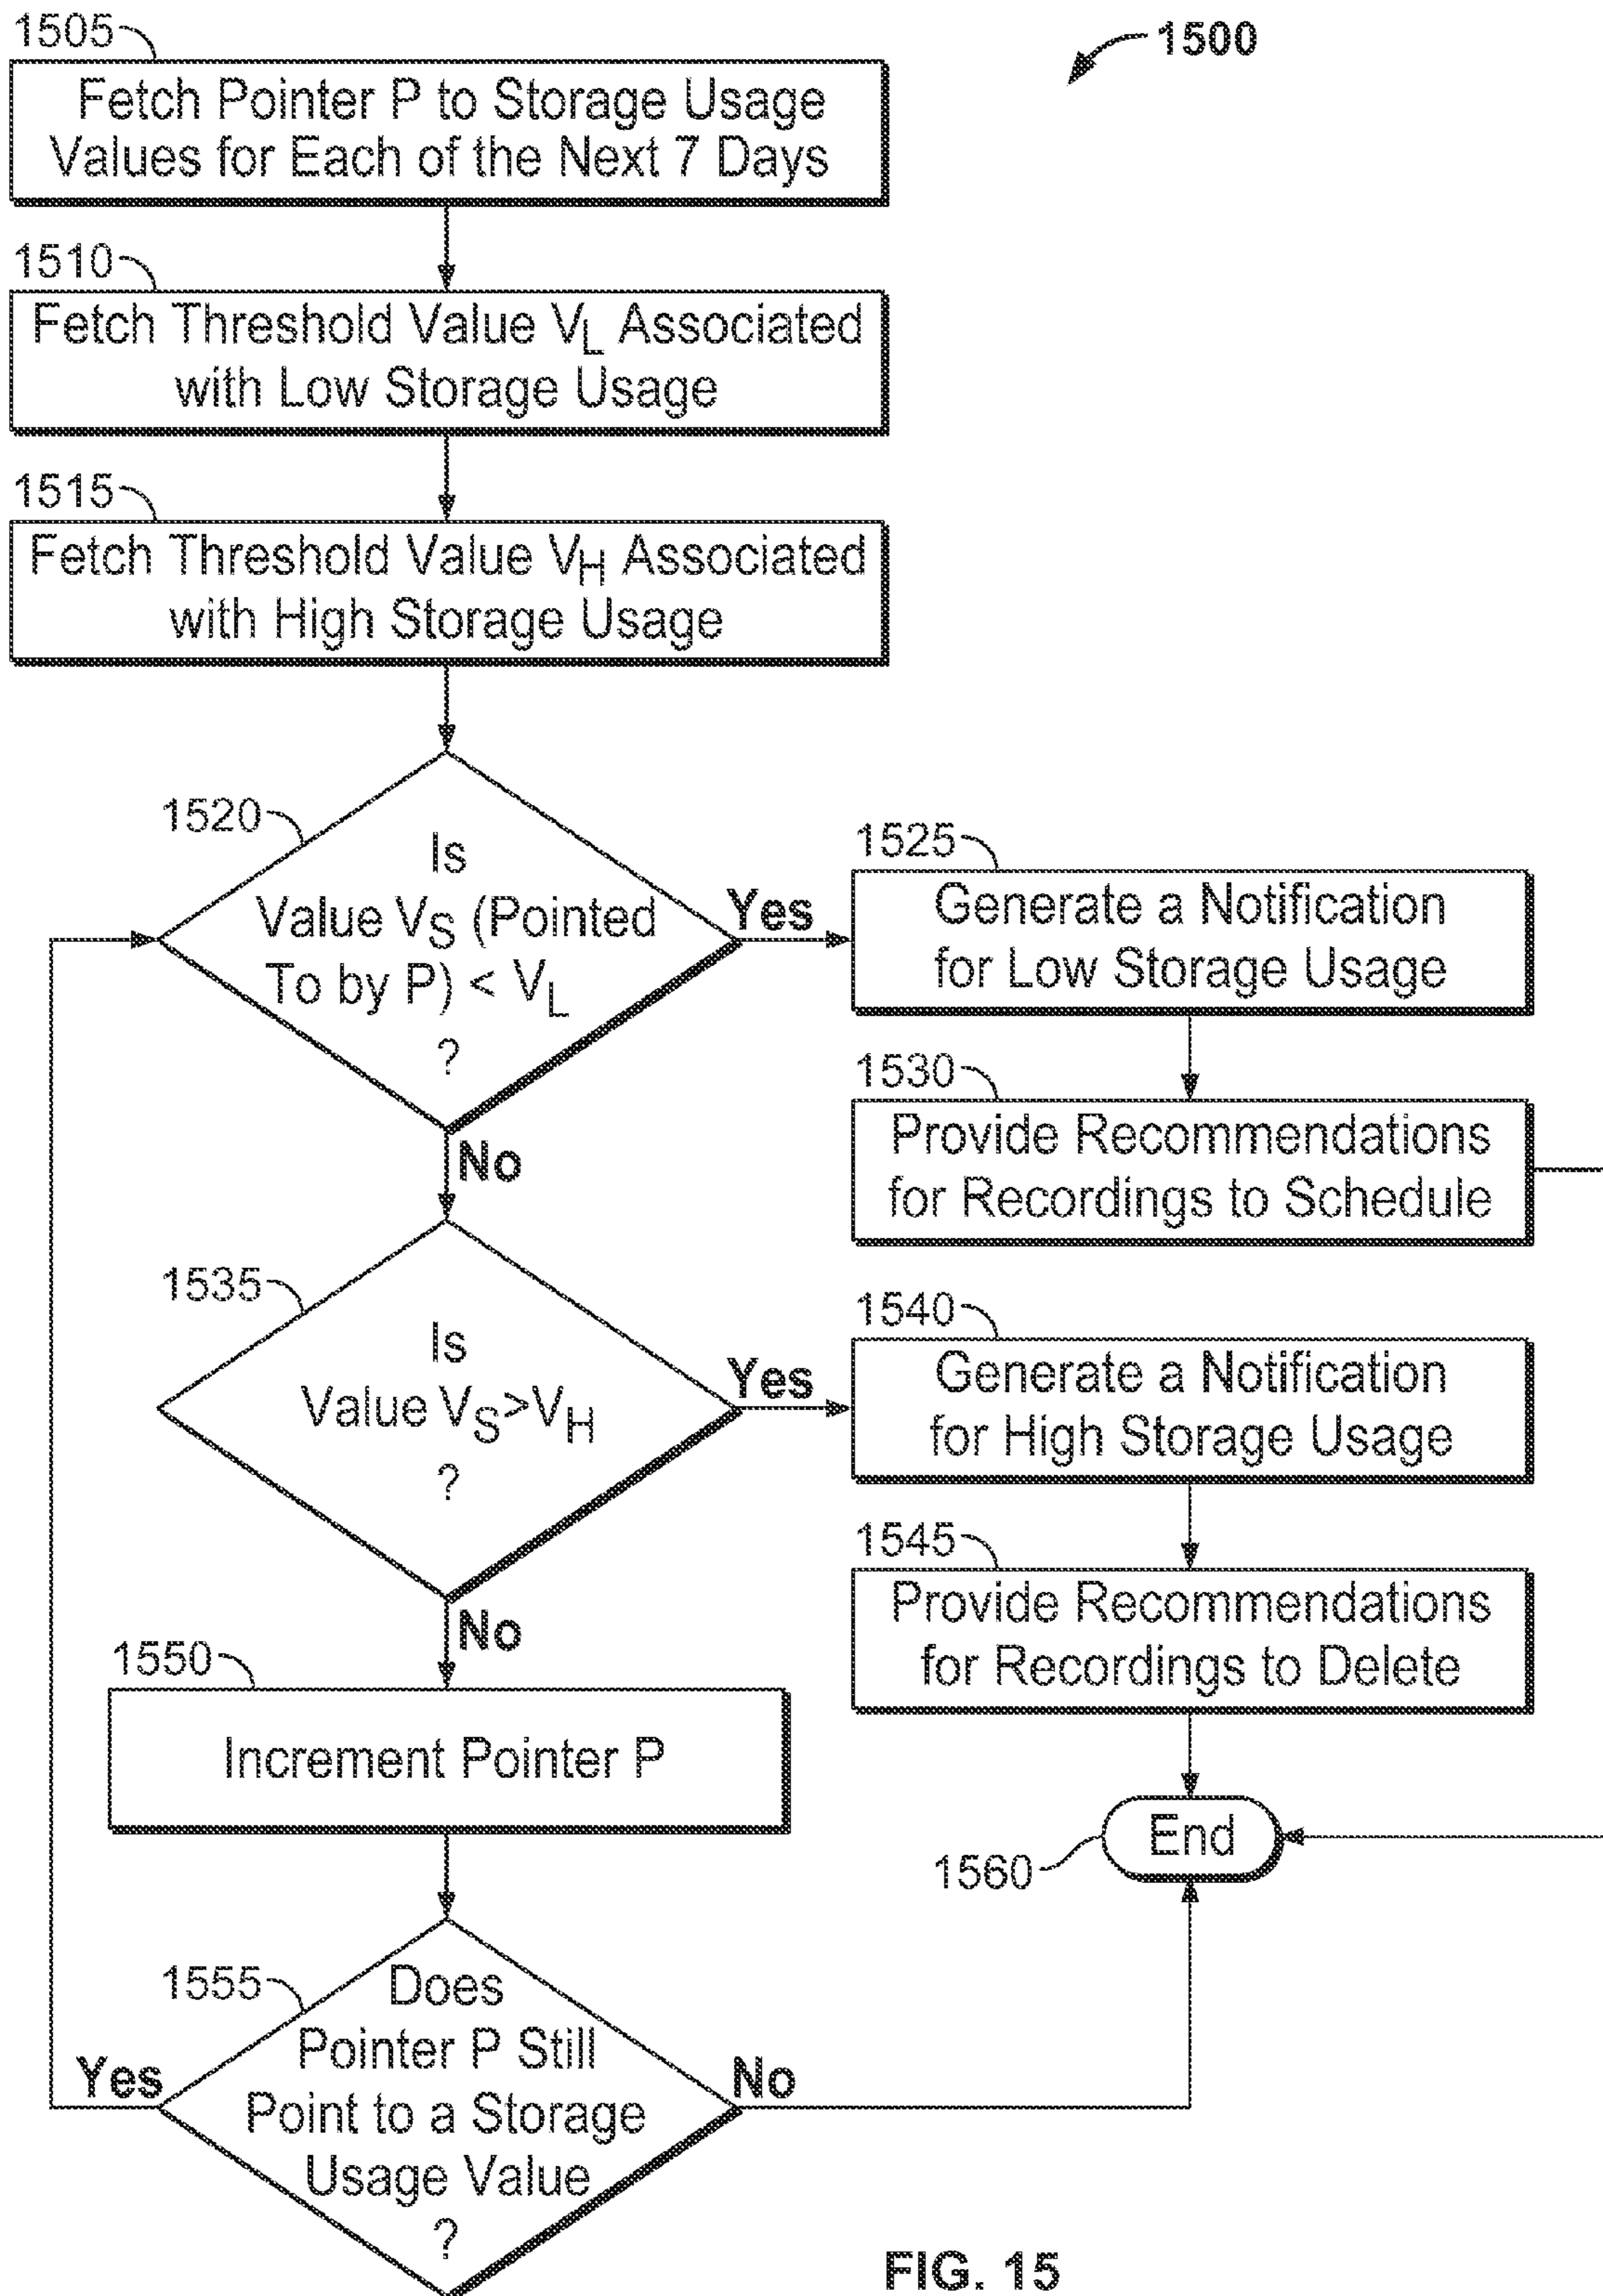 1500
1505
Fetch Pointer P to Storage Usage
Values for Each of the Next 7 Days
1510
Fetch Threshold Value VL Associated
with Low Storage Usage
1515
Fetch Threshold Value VH Associated
with High Storage Usage
1520
Is
Value VS (Pointed
To by P) < VL
?
Yes
No
1525
Generate a Notification
for Low Storage Usage
1530
Provide Recommendations
for Recordings to Schedule
1535
Is
Value VS>VH
?
Yes
No
1540
Generate a Notification
for High Storage Usage
1545
Provide Recommendations
for Recordings to Delete
1550
Increment Pointer P
1555
Does
Pointer P Still
Point to a Storage
Usage Value
?
Yes
No
End
1560
FIG. 15